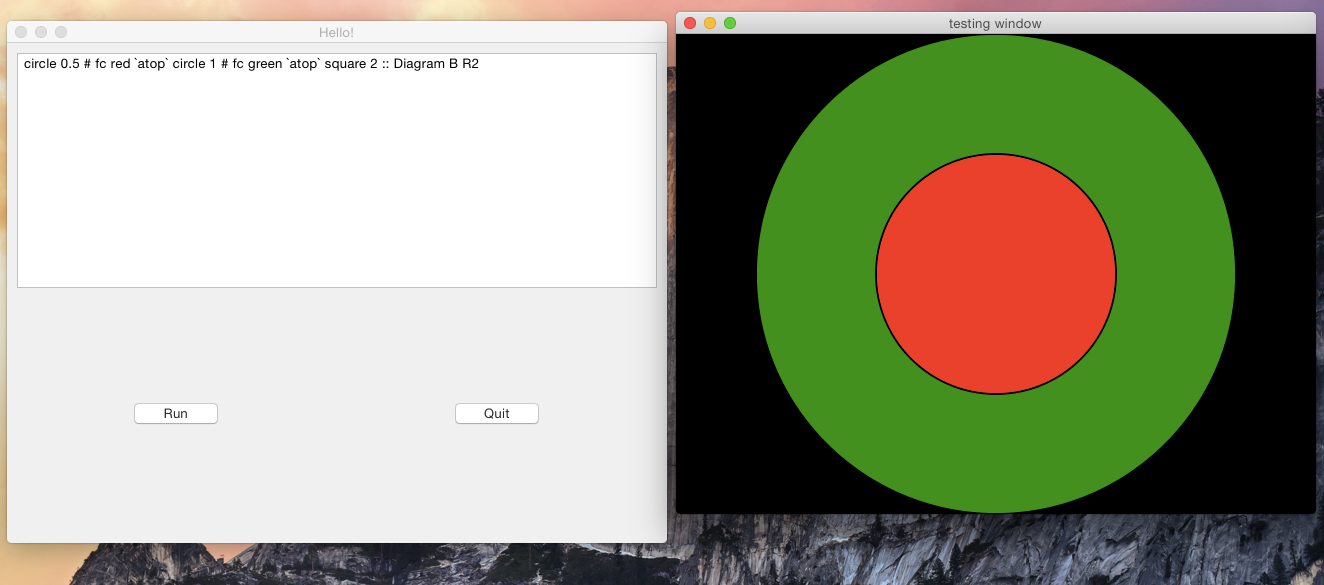 Hello!
circle 0.5 # fc red `atop` circle 1 # fc green `atop` square 2 :: Diagram B R2
Run
Quit
testing window